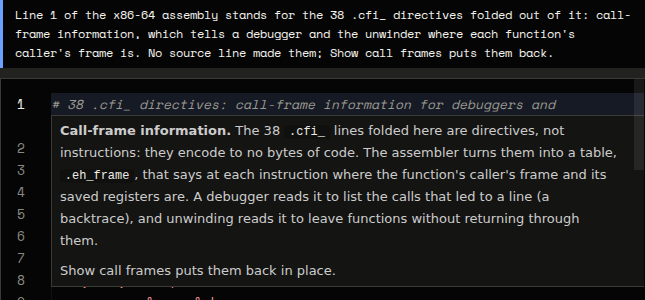 Line 1 of the x86-64 assembly stands for the 38 .cfi_ directives folded out of it: call-
frame information, which tells a debugger and the unwinder where each function's
caller's frame is. No source line made them; Show call frames puts them back.
1 # 38 .cfi_ directives: call-frame information for debuggers and
Call-frame information. The 38 .cfi_ lines folded here are directives, not
2 instructions: they encode to no bytes of code. The assembler turns them into a table,
3 .eh_frame , that says at each instruction where the function's caller's frame and its
4 saved registers are. A debugger reads it to list the calls that led to a line (a
5 backtrace), and unwinding reads it to leave functions without returning through
6 them.
7 Show call frames puts them back in place.
8